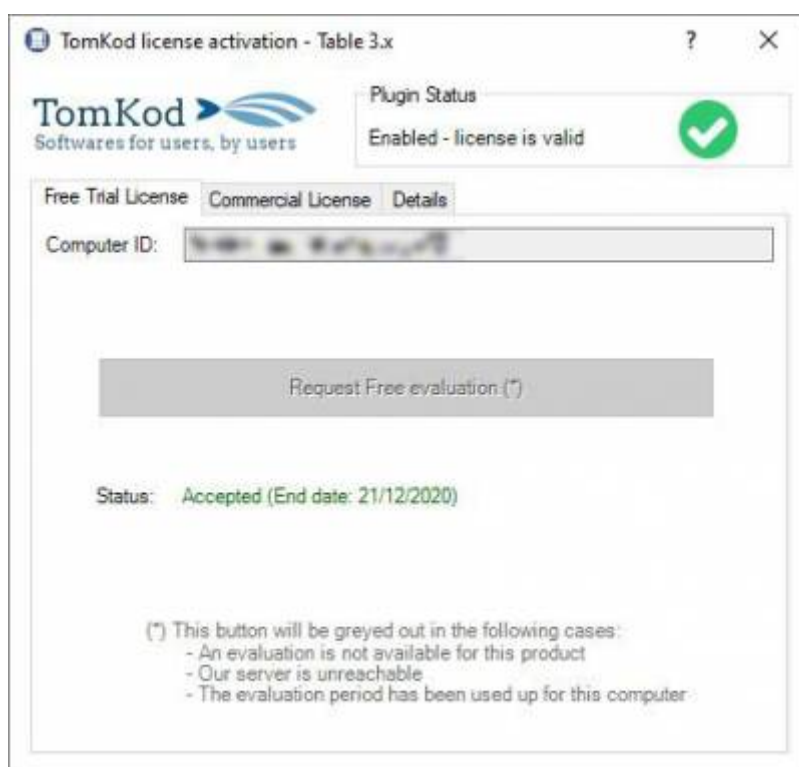 TomKod license activation - Table 3.x
TomKod
Softwares for users, by users
Plugin Status
Enabled - license is valid
Free Trial License
Commercial License
Details
Computer ID:
Request Free evaluation (*)
Status: Accepted (End date: 21/12/2020)
(*) This button will be greyed out in the following cases:
- An evaluation is not available for this product
- Our server is unreachable
- The evaluation period has been used up for this computer